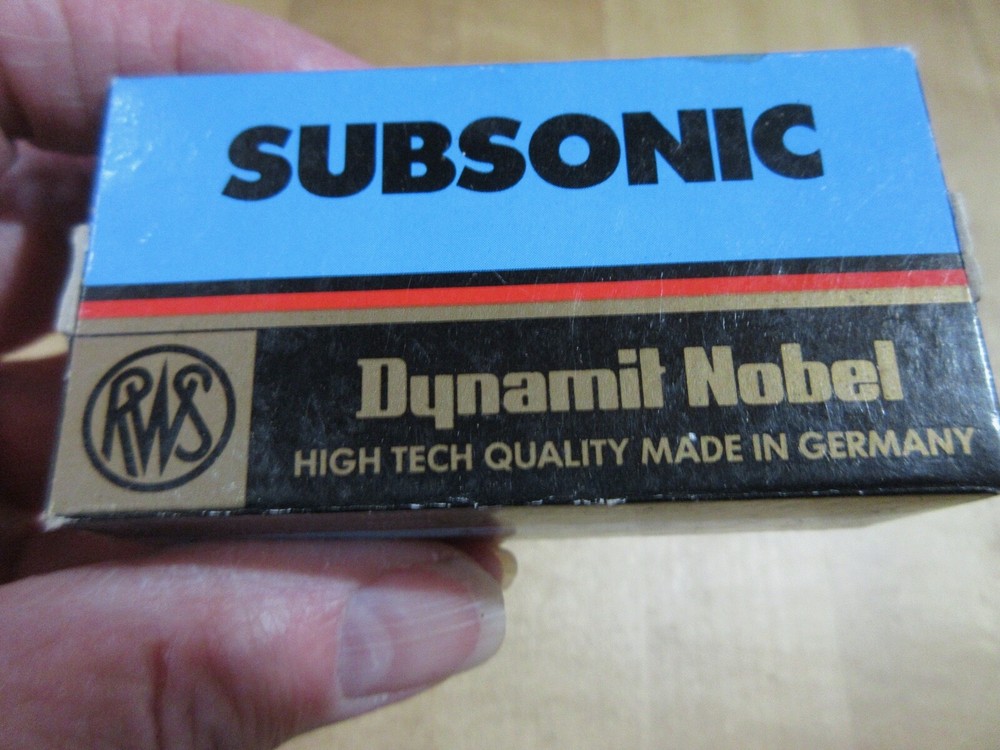 SUBSONIC
RWS
Dynamit Nobel
HIGH TECH QUALITY MADE IN GERMANY